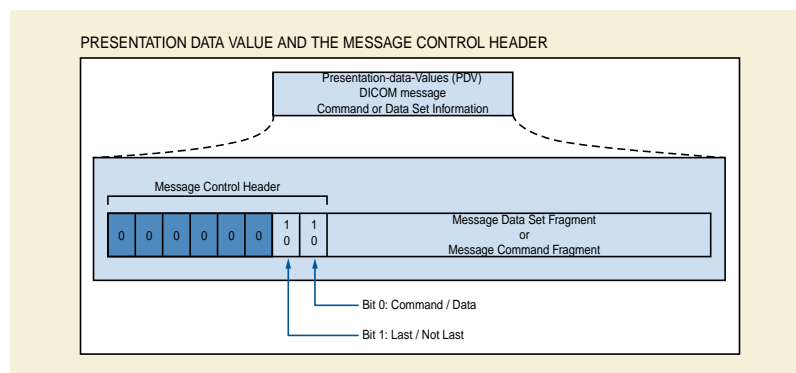 PRESENTATION DATA VALUE AND THE MESSAGE CONTROL HEADER
Presentation-data-Values (PDV)
DICOM message
Command or Data Set Information
Message Control Header
0 0 0 0 0 0 1 1
0 0
Message Data Set Fragment
or
Message Command Fragment
Bit 0: Command / Data
Bit 1: Last / Not Last